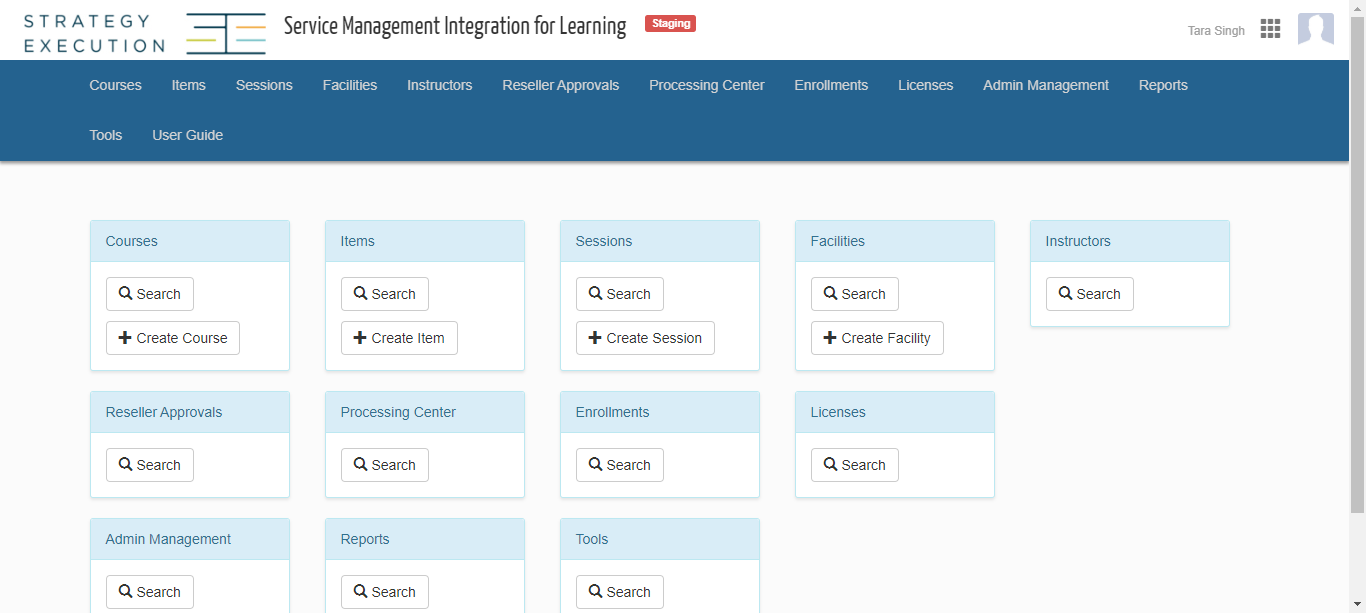 STRATEGY
EXECUTION
Service Management Integration for Learning
Staging
Tara Singh
Courses Items Sessions Facilities Instructors Reseller Approvals Processing Center Enrollments Licenses Admin Management Reports
Tools User Guide
Courses Items Sessions Facilities Instructors
Search Search Search Search Search
Create Course Create Item Create Session Create Facility
Reseller Approvals Processing Center Enrollments Licenses
Search Search Search Search
Admin Management Reports Tools
Search Search Search